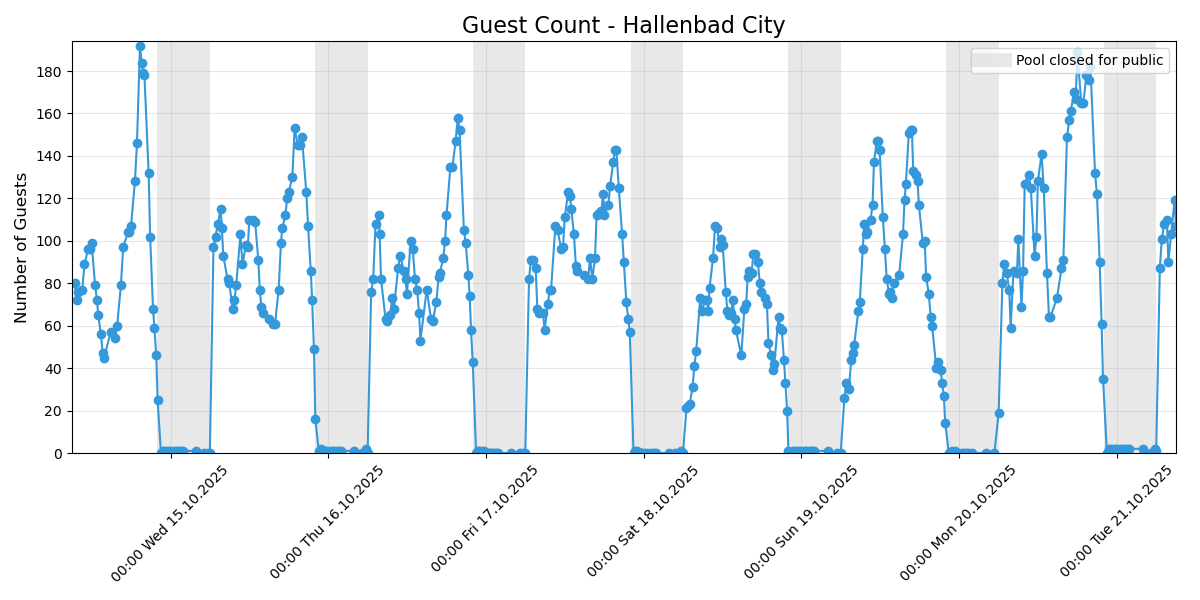 Guest Count - Hallenbad City
Pool closed for public
Number of Guests
180
160
140
120
100
80
60
40
20
0
00:00 Wed 15.10.2025
00:00 Thu 16.10.2025
00:00 Fri 17.10.2025
00:00 Sat 18.10.2025
00:00 Sun 19.10.2025
00:00 Mon 20.10.2025
00:00 Tue 21.10.2025